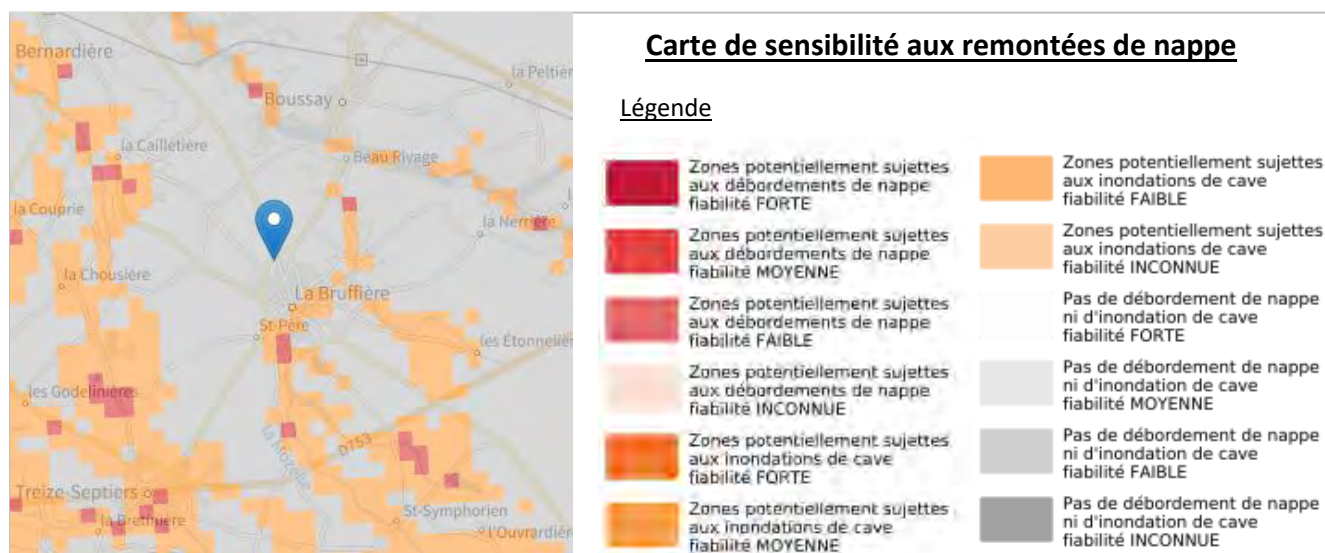 Carte de sensibilité aux remontées de nappe
Légende
Zones potentiellement sujettes
aux débordements de nappe
fiabilité FORTE
Zones potentiellement sujettes
aux débordements de nappe
fiabilité MOYENNE
Zones potentiellement sujettes
aux débordements de nappe
fiabilité FAIBLE
Zones potentiellement sujettes
aux débordements de nappe
fiabilité INCONNUE
Zones potentiellement sujettes
aux inondations de cave
fiabilité FORTE
Zones potentiellement sujettes
aux inondations de cave
fiabilité MOYENNE
Zones potentiellement sujettes
aux inondations de cave
fiabilité FAIBLE
Zones potentiellement sujettes
aux inondations de cave
fiabilité INCONNUE
Pas de débordement de nappe
ni d'inondation de cave
fiabilité FORTE
Pas de débordement de nappe
ni d'inondation de cave
fiabilité MOYENNE
Pas de débordement de nappe
ni d'inondation de cave
fiabilité FAIBLE
Pas de débordement de nappe
ni d'inondation de cave
fiabilité INCONNUE
Bernardière
la Peltiè
Boussay
la Cailletière
Beau Rivage
la Couprie
la Nerrière
la Chousière
La Bruffière
St-Père
les Étonnelièr
les Godelinières
D753
la Mozelle
Treize-Septiers
la Bretfuère
St-Symphorien
l'Ouvrardière